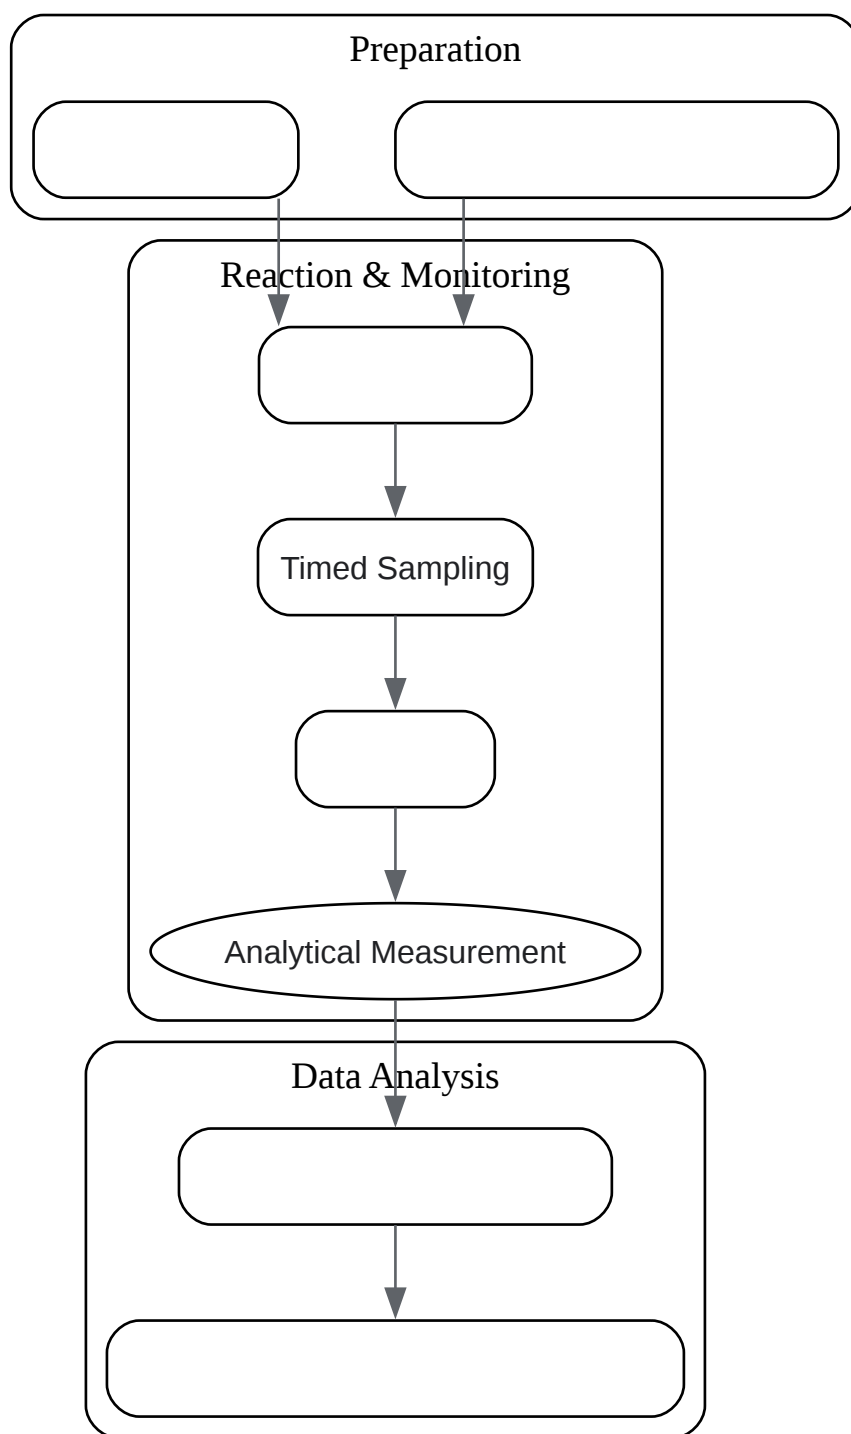 Preparation
Reaction & Monitoring
Timed Sampling
Analytical Measurement
Data Analysis